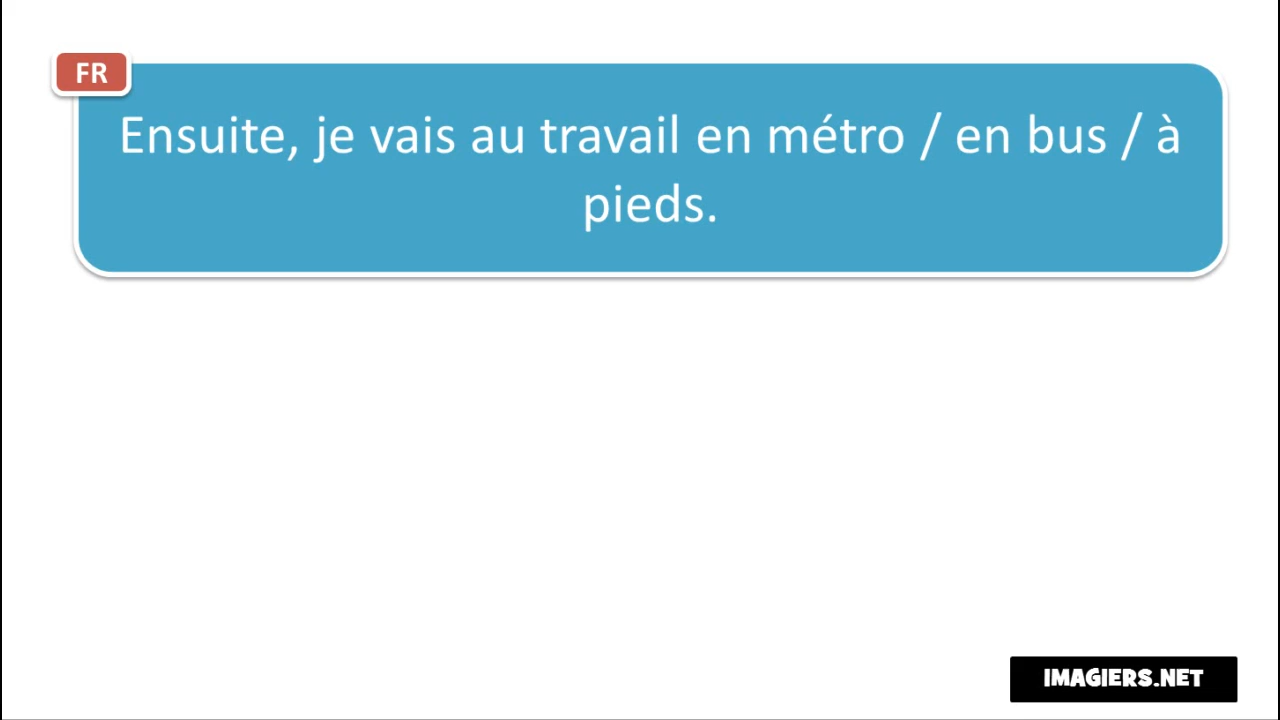 FR
Ensuite, je vais au travail en métro / en bus / à
pieds.
IMAGIERS.NET